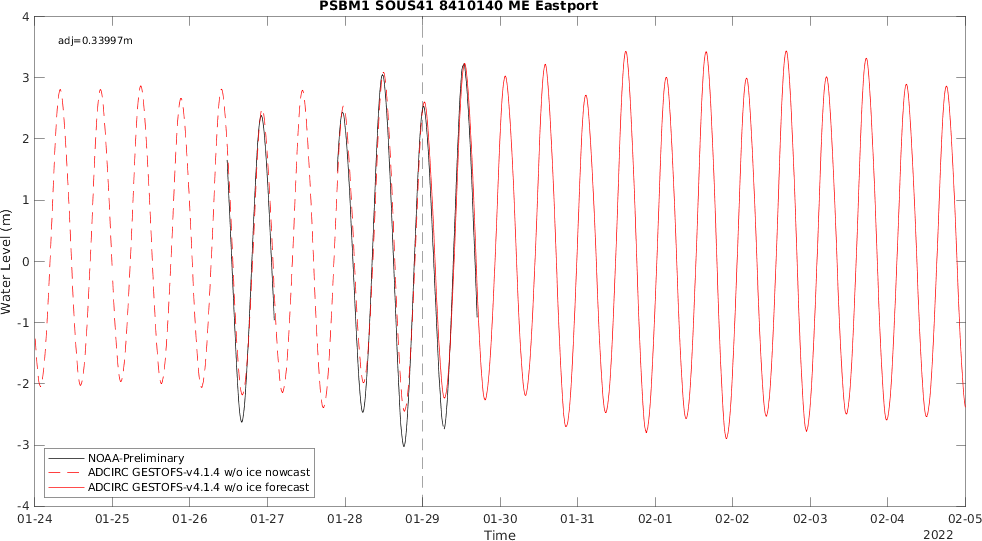 PSBM1 SOUS41 8410140 ME Eastport
adj=0.33997m
4
3
2
1
0
-1
-2
-3
-4
Water Level (m)
NOAA-Preliminary
ADCIRC GESTOFS-v4.1.4 w/o ice nowcast
ADCIRC GESTOFS-v4.1.4 w/o ice forecast
01-24 01-25 01-26 01-27 01-28 01-29 01-30 01-31 02-01 02-02 02-03 02-04 02-05
Time
2022